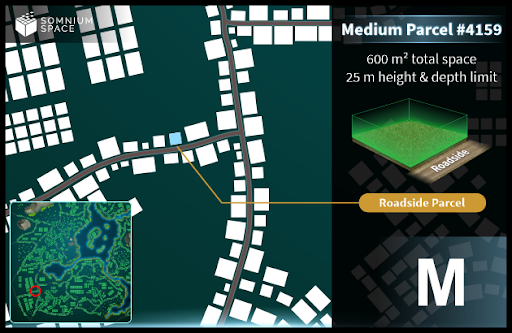 SOMNIUM
SPACE
Medium Parcel #4159
600 m² total space
25 m height & depth limit
Roadside
Roadside Parcel
M